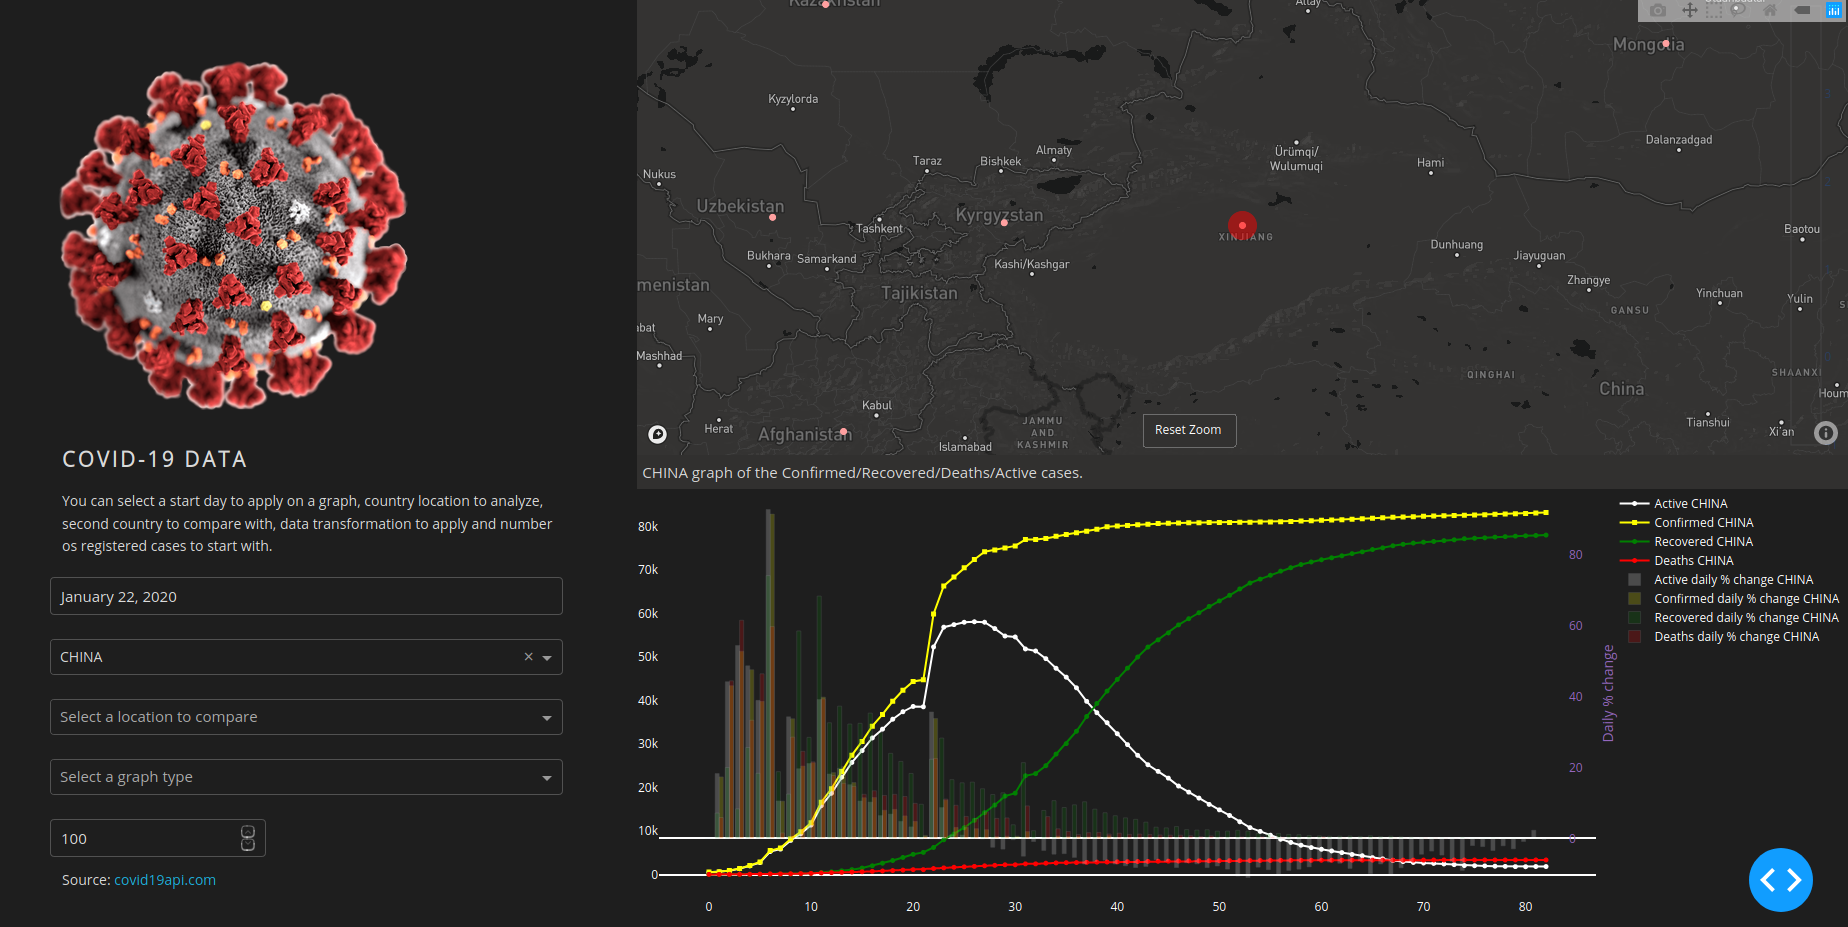 COVID-19 DATA
You can select a start day to apply on a graph, country location to analyze,
second country to compare with, data transformation to apply and number
os registered cases to start with.
January 22, 2020
CHINA
×
Select a location to compare
Select a graph type
100
Source: covid19api.com
Kazakhstan
Altay
Mongolia
Kyzylorda
Dalanzadgad
Taraz
Bishkek
Almaty
Ürümqi/
Wulumuqi
Hami
Nukus
Uzbekistan
Kyrgyzstan
Tashkent
XINJIANG
Baotou
Bukhara
Samarkand
Kashi/Kashgar
Dunhuang
Jiayuguan
Zhangye
menistan
Tajikistan
Yinchuan
Yulin
S
GANSU
Mary
bat
Mashhad
QINGHAI
SHAANXI
China
Houm
Kabul
Herat
Afghanistan
Islamabad
JAMMU
AND
KASHMIR
Tianshui
Xi'an
Reset Zoom
CHINA graph of the Confirmed/Recovered/Deaths/Active cases.
80k
70k
60k
50k
40k
30k
20k
10k
0
0
10
20
30
40
50
60
70
80
80
60
40
20
0
Daily % change
Active CHINA
Confirmed CHINA
Recovered CHINA
Deaths CHINA
Active daily % change CHINA
Confirmed daily % change CHINA
Recovered daily % change CHINA
Deaths daily % change CHINA